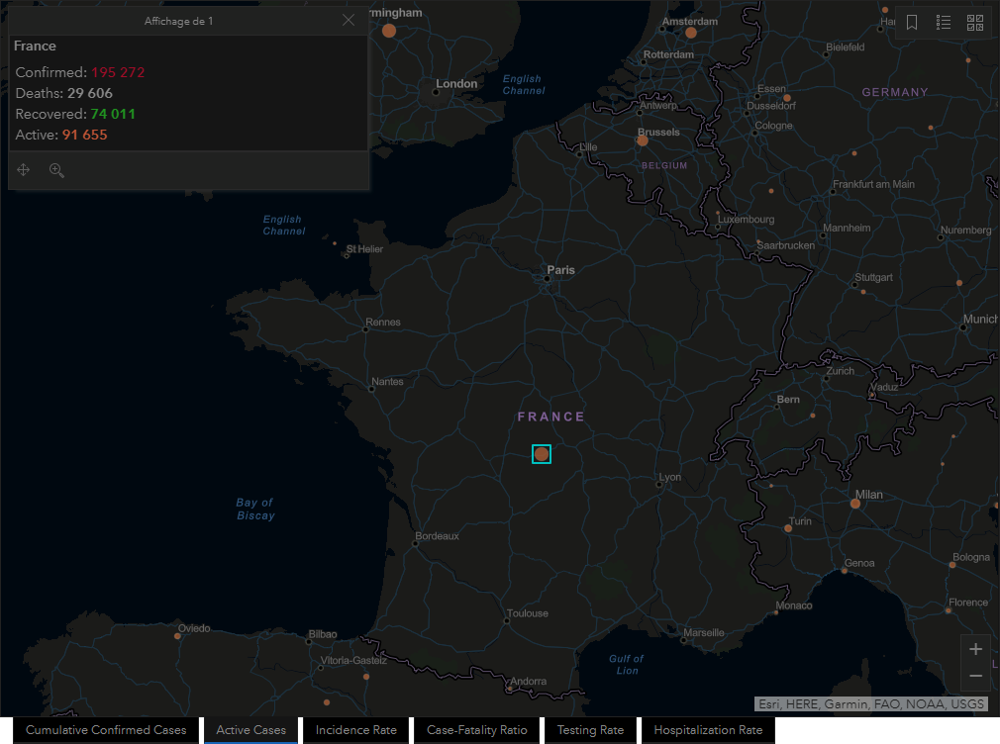 Affichage de 1
France
Confirmed: 195 272
Deaths: 29 606
Recovered: 74 011
Active: 91 655
rmingham
London
English
Channel
Amsterdam
Rotterdam
Han
Bielefeld
Essen
Dusseldorf
GERMANY
Cologne
Antwerp
Brussels
BELGIUM
Lille
Frankfurt am Main
Luxembourg
Mannheim
Nuremberg
Saarbrucken
Stuttgart
Munich
English
Channel
St Helier
Paris
Rennes
Nantes
Zurich
Vaduz
Bern
FRANCE
Lyon
Milan
Turin
Bay of
Biscay
Bordeaux
Genoa
Bologna
Florence
Monaco
Toulouse
Marseille
Oviedo
Bilbao
Vitoria-Gasteiz
Gulf of
Lion
Andorra
L
Esri, HERE, Garmin, FAO, NOAA, USGS
Cumulative Confirmed Cases
Active Cases
Incidence Rate
Case-Fatality Ratio
Testing Rate
Hospitalization Rate